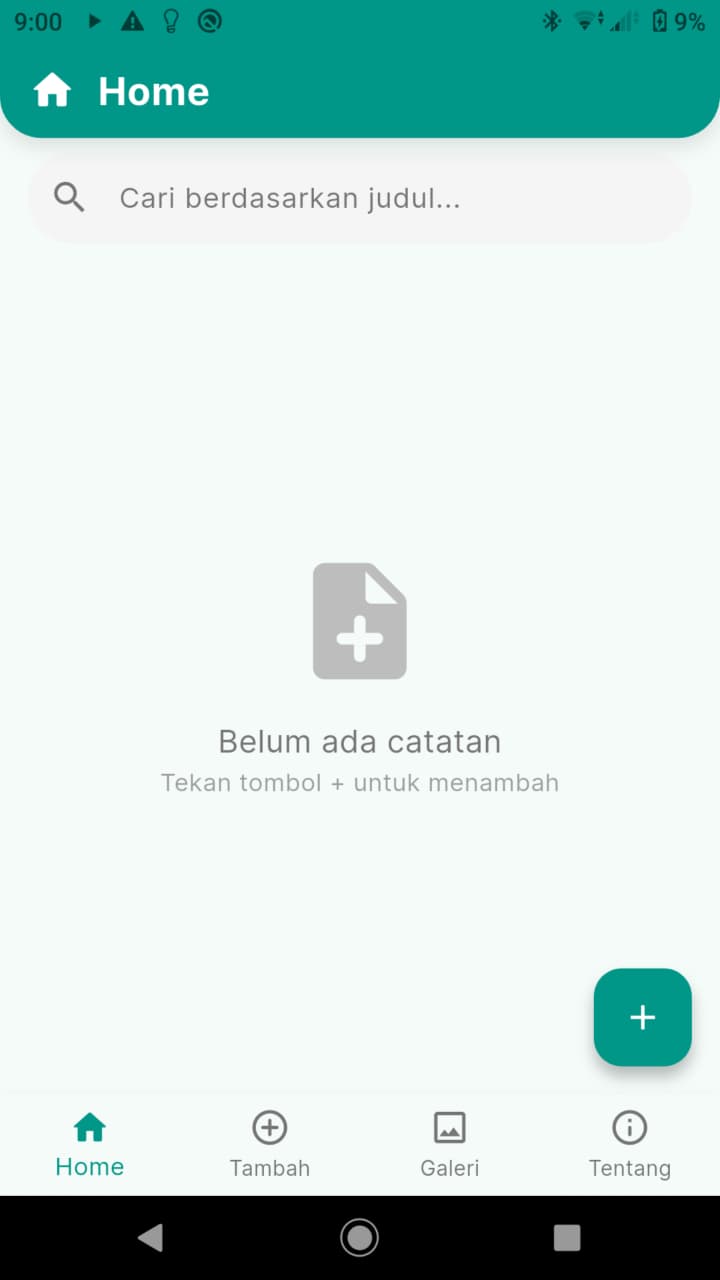 9:00
9%
Home
Cari berdasarkan judul...
Belum ada catatan
Tekan tombol + untuk menambah
+
Home
Tambah
Galeri
Tentang